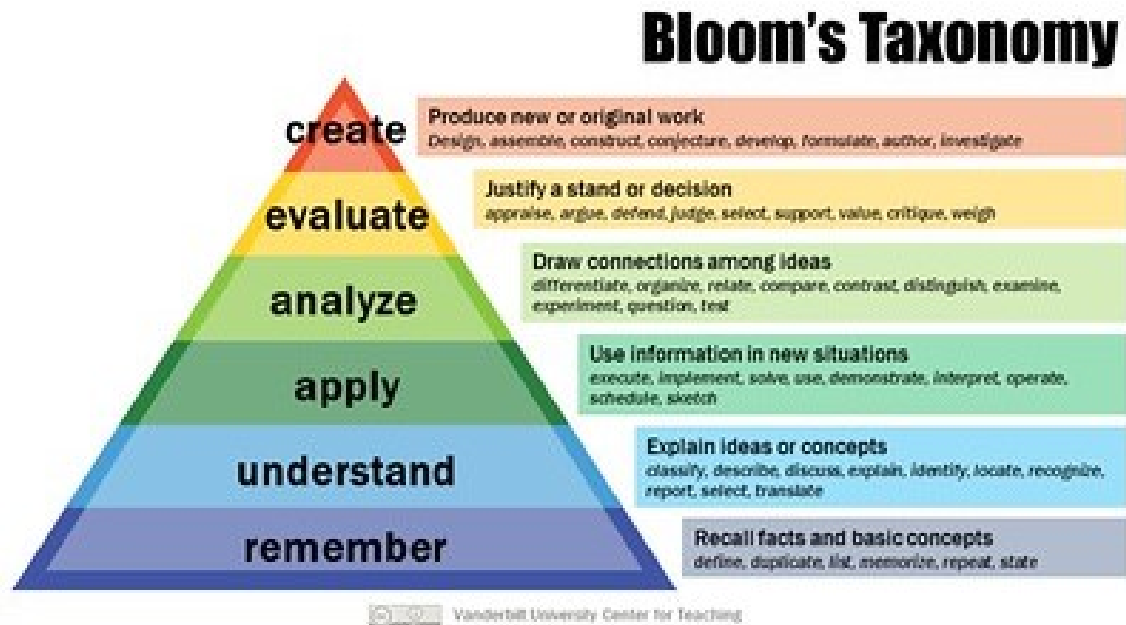 Bloom's Taxonomy
create
Produce new or original work
Design, assemble, construct, conjecture, develop, formulate, author, investigate
evaluate
Justify a stand or decision
appraise, argue, defend, judge, select, support, value, critique, weigh
analyze
Draw connections among ideas
differentiate, organize, relate, compare, contrast, distinguish, examine,
experiment, question, test
apply
Use information in new situations
execute, implement, solve, use, demonstrate, interpret, operate,
schedule, sketch
understand
Explain ideas or concepts
classify, describe, discuss, explain, identify, locate, recognize,
report, select, translate
remember
Recall facts and basic concepts
define, duplicate, list, memorize, repeat, state
Vanderbilt University Center for Teaching